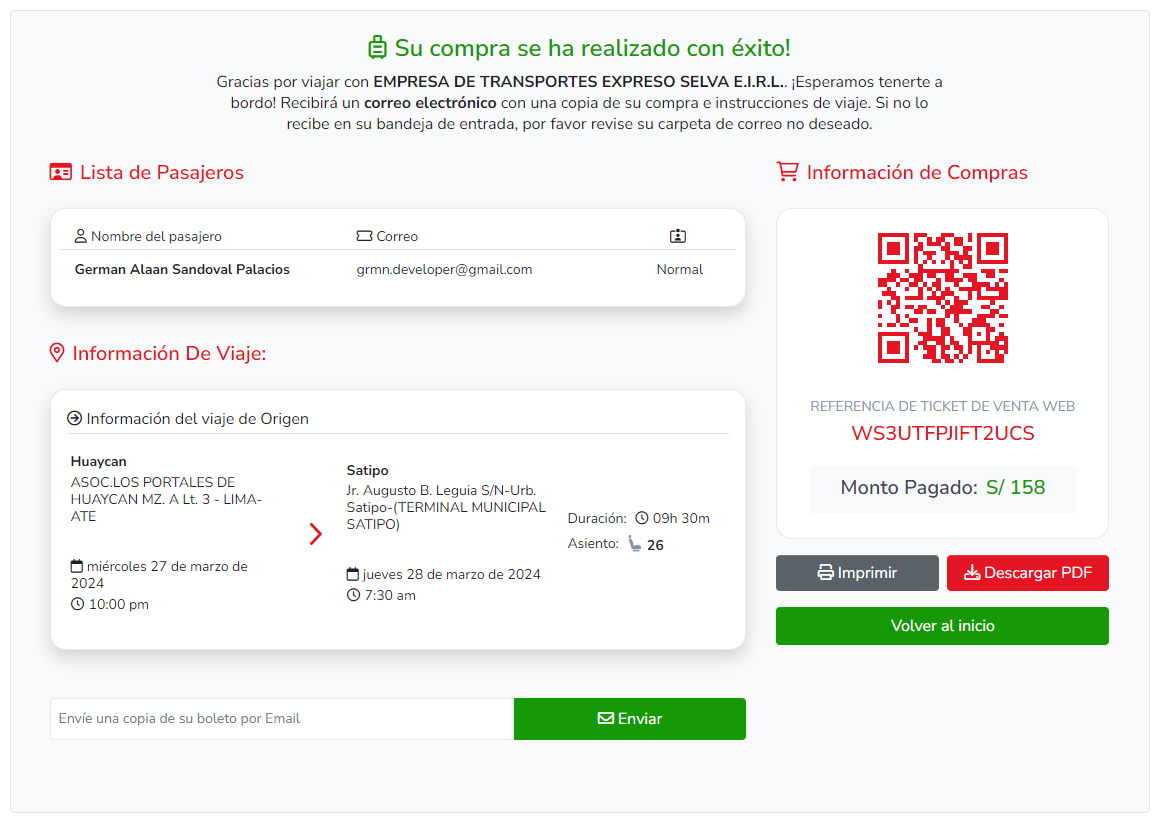 Su compra se ha realizado con éxito!
Gracias por viajar con EMPRESA DE TRANSPORTES EXPRESO SELVA E.I.R.L.. ¡Esperamos tenerte a
bordo! Recibirá un correo electrónico con una copia de su compra e instrucciones de viaje. Si no lo
recibe en su bandeja de entrada, por favor revise su carpeta de correo no deseado.
Lista de Pasajeros
Nombre del pasajero Correo
German Alaan Sandoval Palacios grmn.developer@gmail.com Normal
Información De Viaje:
Información del viaje de Origen
Huaycan
ASOC.LOS PORTALES DE
HUAYCAN MZ. A Lt. 3 - LIMA-
ATE
miércoles 27 de marzo de
2024
10:00 pm
Satipo
Jr. Augusto B. Leguia S/N-Urb.
Satipo-(TERMINAL MUNICIPAL
SATIPO)
jueves 28 de marzo de 2024
7:30 am
Duración: 09h 30m
Asiento: 26
Envíe una copia de su boleto por Email
Enviar
Información de Compras
REFERENCIA DE TICKET DE VENTA WEB
WS3UTFPJIFT2UCS
Monto Pagado: S/ 158
Imprimir
Descargar PDF
Volver al inicio